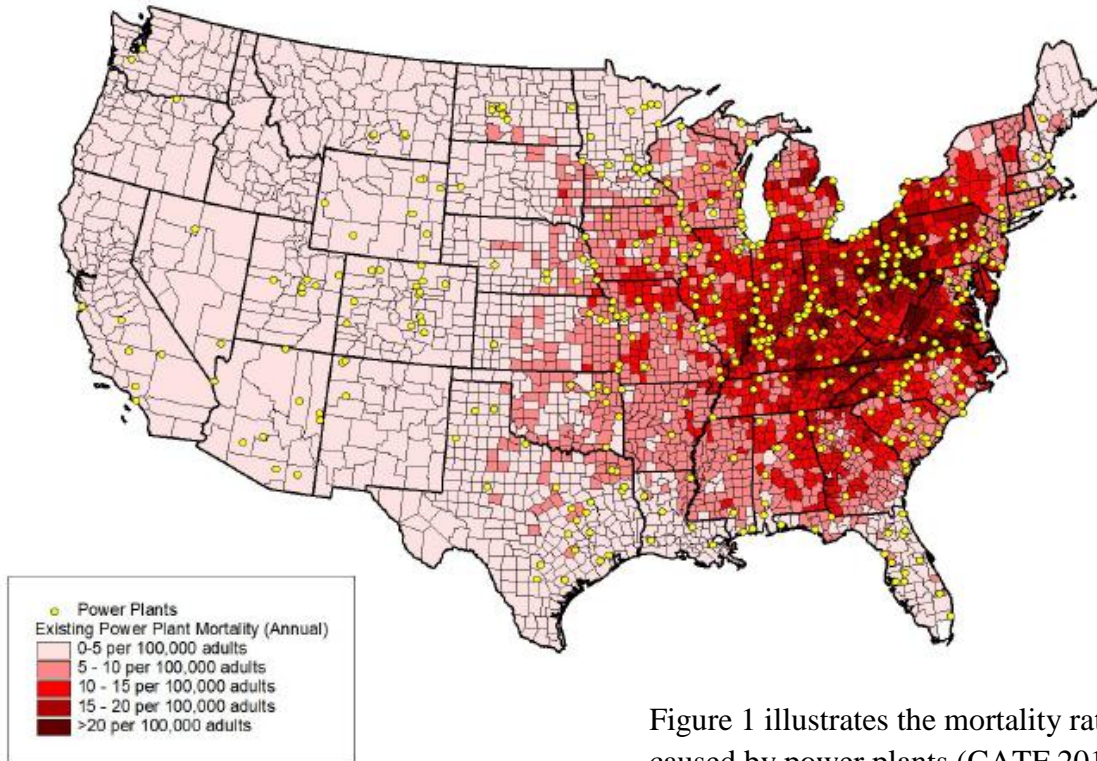 Power Plants
Existing Power Plant Mortality (Annual)
0-5 per 100,000 adults
5 - 10 per 100,000 adults
10 - 15 per 100,000 adults
15 - 20 per 100,000 adults
>20 per 100,000 adults
Figure 1 illustrates the mortality rat
caused by power plants (CATF 201